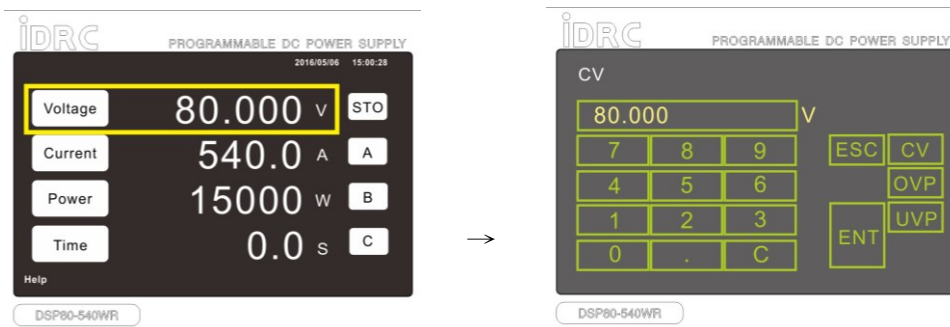 iDRC
PROGRAMMABLE DC POWER SUPPLY
2016/05/06 15:00:28
Voltage 80.000 V STO
Current 540.0 A A
Power 15000 W B
Time 0.0 S C
Help
DSP80-540WR
→
iDRC
PROGRAMMABLE DC POWER SUPPLY
CV
80.000 V
7 8 9 ESC CV
4 5 6 OVP
1 2 3 ENT UVP
0 . C
DSP80-540WR